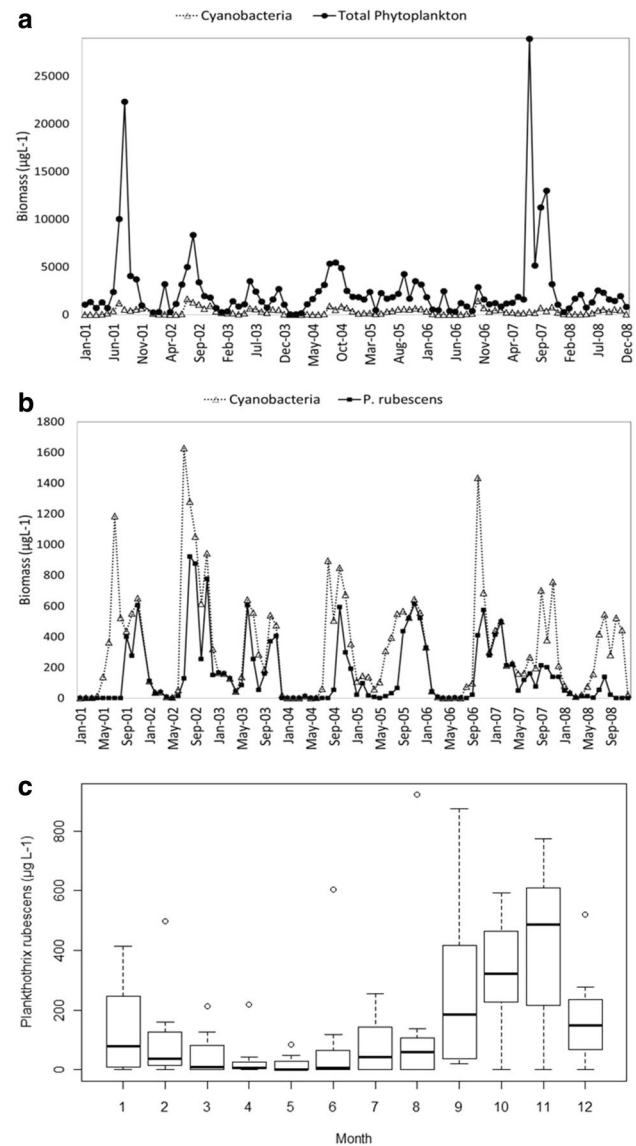 a
Cyanobacteria Total Phytoplankton
Biomass (µgL-1)
25000
20000
15000
10000
5000
0
Jan-01 Jun-01 Nov-01 Apr-02 Sep-02 Feb-03 Jul-03 Dec-03 May-04 Oct-04 Mar-05 Aug-05 Jan-06 Jun-06 Nov-06 Apr-07 Sep-07 Feb-08 Jul-08 Dec-08
b
Cyanobacteria P. rubescens
Biomass (µgL-1)
1800
1600
1400
1200
1000
800
600
400
200
0
Jan-01 May-01 Sep-01 Jan-02 May-02 Sep-02 Jan-03 May-03 Sep-03 Jan-04 May-04 Sep-04 Jan-05 May-05 Sep-05 Jan-06 May-06 Sep-06 Jan-07 May-07 Sep-07 Jan-08 May-08 Sep-08
c
Plankthothrix rubescens (µg L-1)
800
600
400
200
0
1 2 3 4 5 6 7 8 9 10 11 12
Month